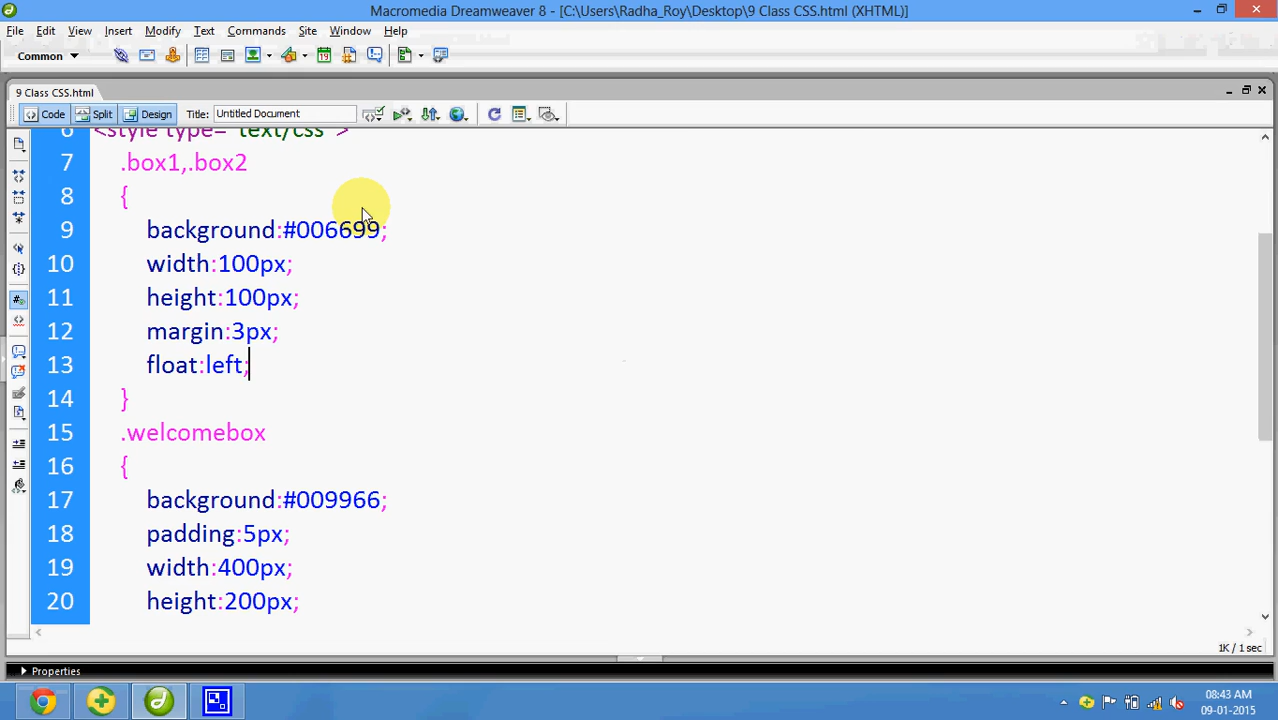 Macromedia Dreamweaver 8 - [C:\Users\Radha_Roy\Desktop\9 Class CSS.html (XHTML)]
File Edit View Insert Modify Text Commands Site Window Help
Common
9 Class CSS.html
Code Split Design Title: Untitled Document
6 <style type="text/css">
7 .box1,.box2
8 {
9 background:#006699;
10 width:100px;
11 height:100px;
12 margin:3px;
13 float:left;
14 }
15 .welcomebox
16 {
17 background:#009966;
18 padding:5px;
19 width:400px;
20 height:200px;
1K / 1 sec
Properties
08:43 AM
09-01-2015